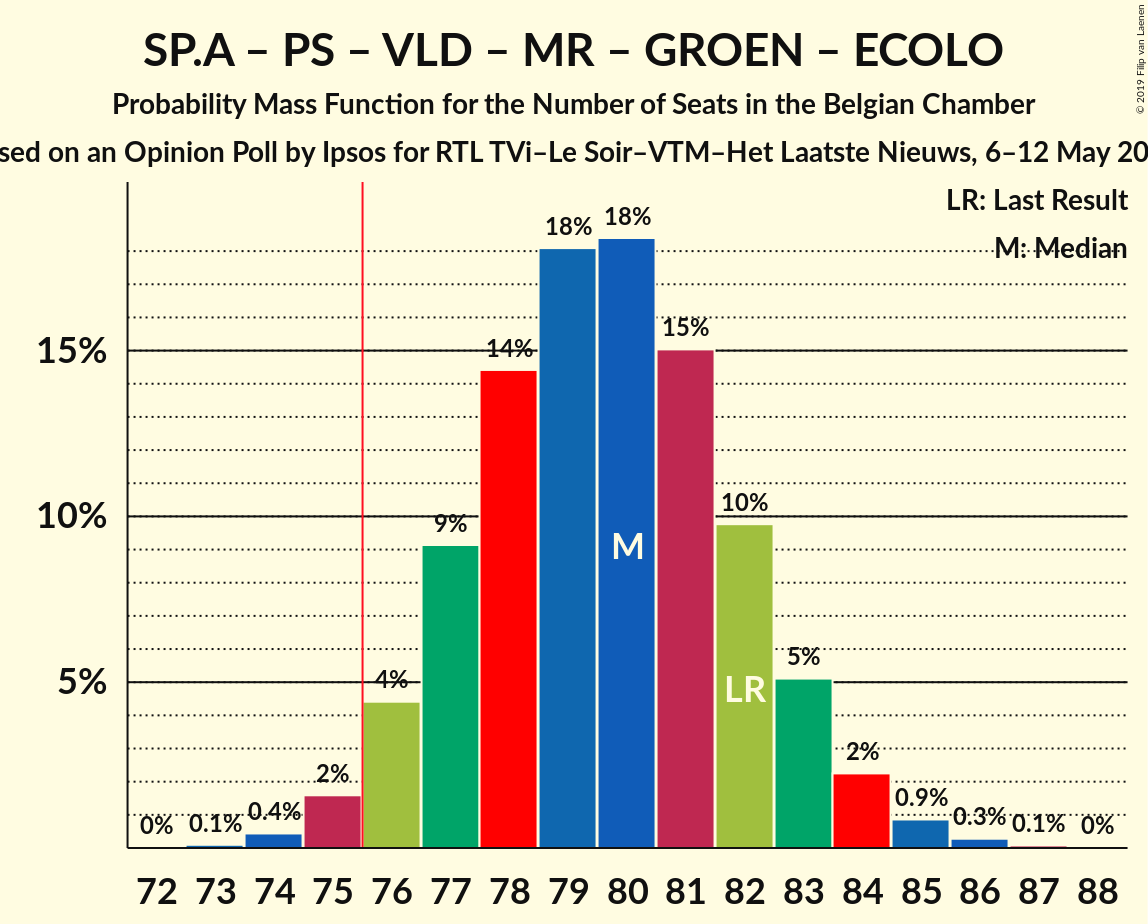 SP.A – PS – VLD – MR – GROEN – ECOLO
Probability Mass Function for the Number of Seats in the Belgian Chamber
sed on an Opinion Poll by Ipsos for RTL TVi–Le Soir–VTM–Het Laatste Nieuws, 6–12 May 20
© 2019 Filip van Laenen
LR: Last Result
M: Median
18%
18%
15%
14%
15%
10%
10%
9%
M
5%
5%
4%
LR
2%
2%
0.9%
0.4%
0.3%
0%
0.1%
0.1%
0%
72 73 74 75 76 77 78 79 80 81 82 83 84 85 86 87 88